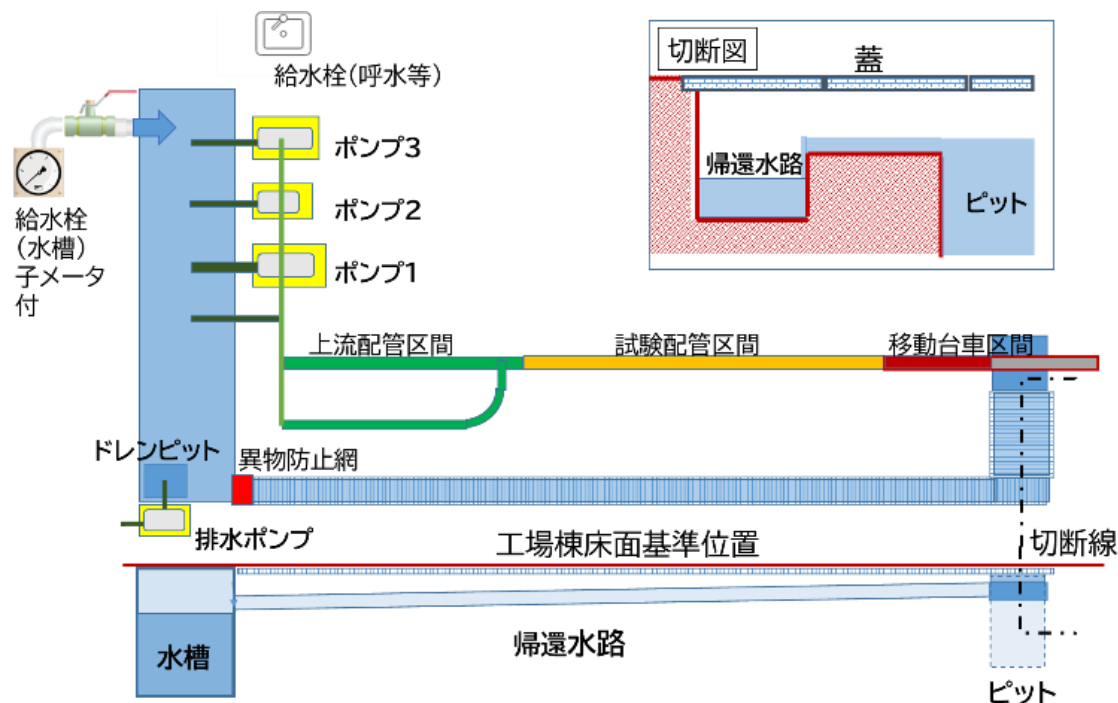 給水栓（呼水等）
切断図
蓋
帰還水路
ピット
ポンプ3
ポンプ2
ポンプ1
給水栓
（水槽）
子メータ
付
上流配管区間
試験配管区間
移動台車区間
ドレンピット
異物防止網
排水ポンプ
工場棟床面基準位置
切断線
水槽
帰還水路
ピット